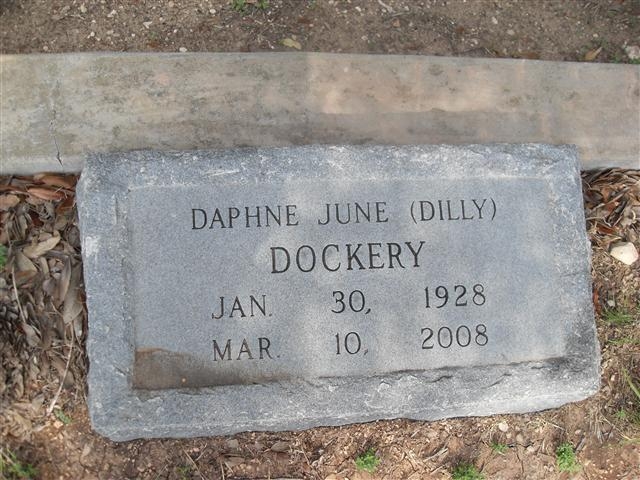 DAPHNE JUNE (DILLY)
DOCKERY
JAN. 30, 1928
MAR. 10, 2008